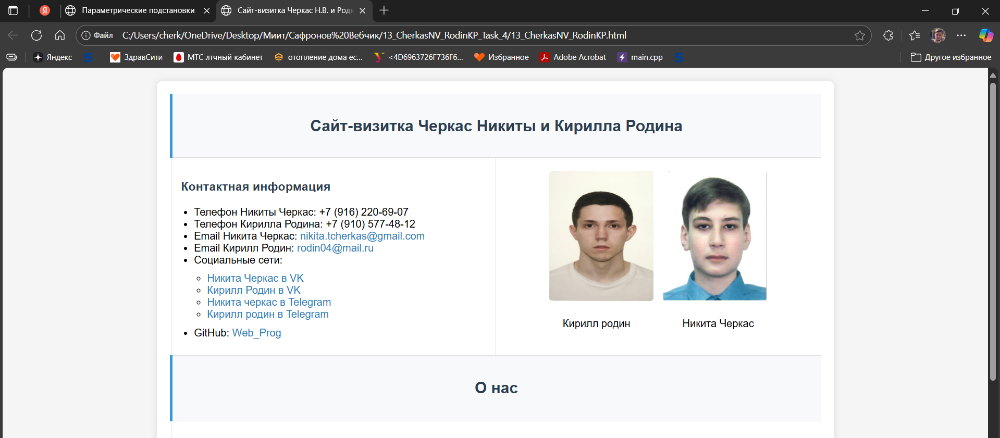 Параметрические подстановки
Сайт-визитка Черкас Н.В. и Роди
Файл
C:/Users/cherk/OneDrive/Desktop/Миит/Сафронов%20Вебчик/13_CherkasNV_RodinKP_Task_4/13_CherkasNV_RodinKP.html
Яндекс
ЗдравСити
МТС лтчный кабинет
отопление дома ес...
<4D6963726F736F6...
Избранное
Adobe Acrobat
main.cpp
Другое избранное
Сайт-визитка Черкас Никиты и Кирилла Родина
Контактная информация
Телефон Никиты Черкас: +7 (916) 220-69-07
Телефон Кирилла Родина: +7 (910) 577-48-12
Email Никита Черкас: nikita.tcherkas@gmail.com
Email Кирилл Родин: rodin04@mail.ru
Социальные сети:
Никита Черкас в VK
Кирилл Родин в VK
Никита черкас в Telegram
Кирилл родин в Telegram
GitHub: Web_Prog
Кирилл родин
Никита Черкас
О нас